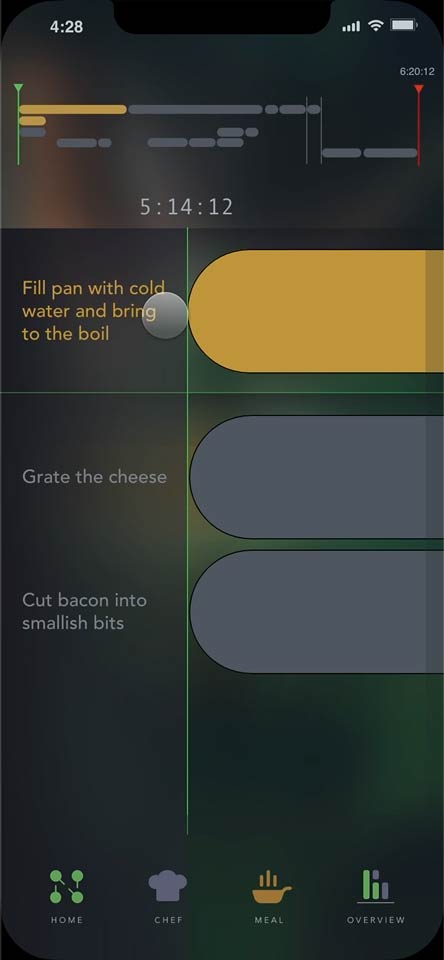 4:28
6:20:12
5:14:12
Fill pan with cold
water and bring
to the boil
Grate the cheese
Cut bacon into
smallish bits
HOME CHEF MEAL OVERVIEW